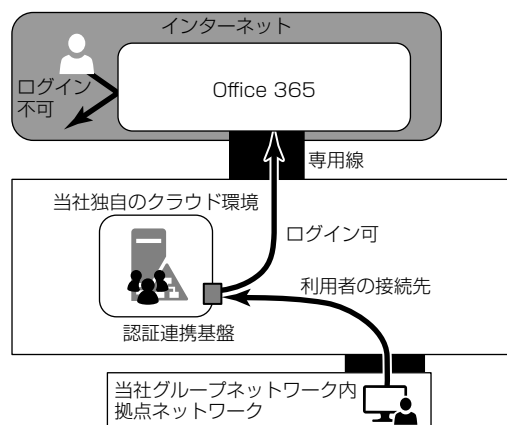 インターネット
Office 365
ログイン
不可
専用線
当社独自のクラウド環境
ログイン可
利用者の接続先
認証連携基盤
当社グループネットワーク内
拠点ネットワーク